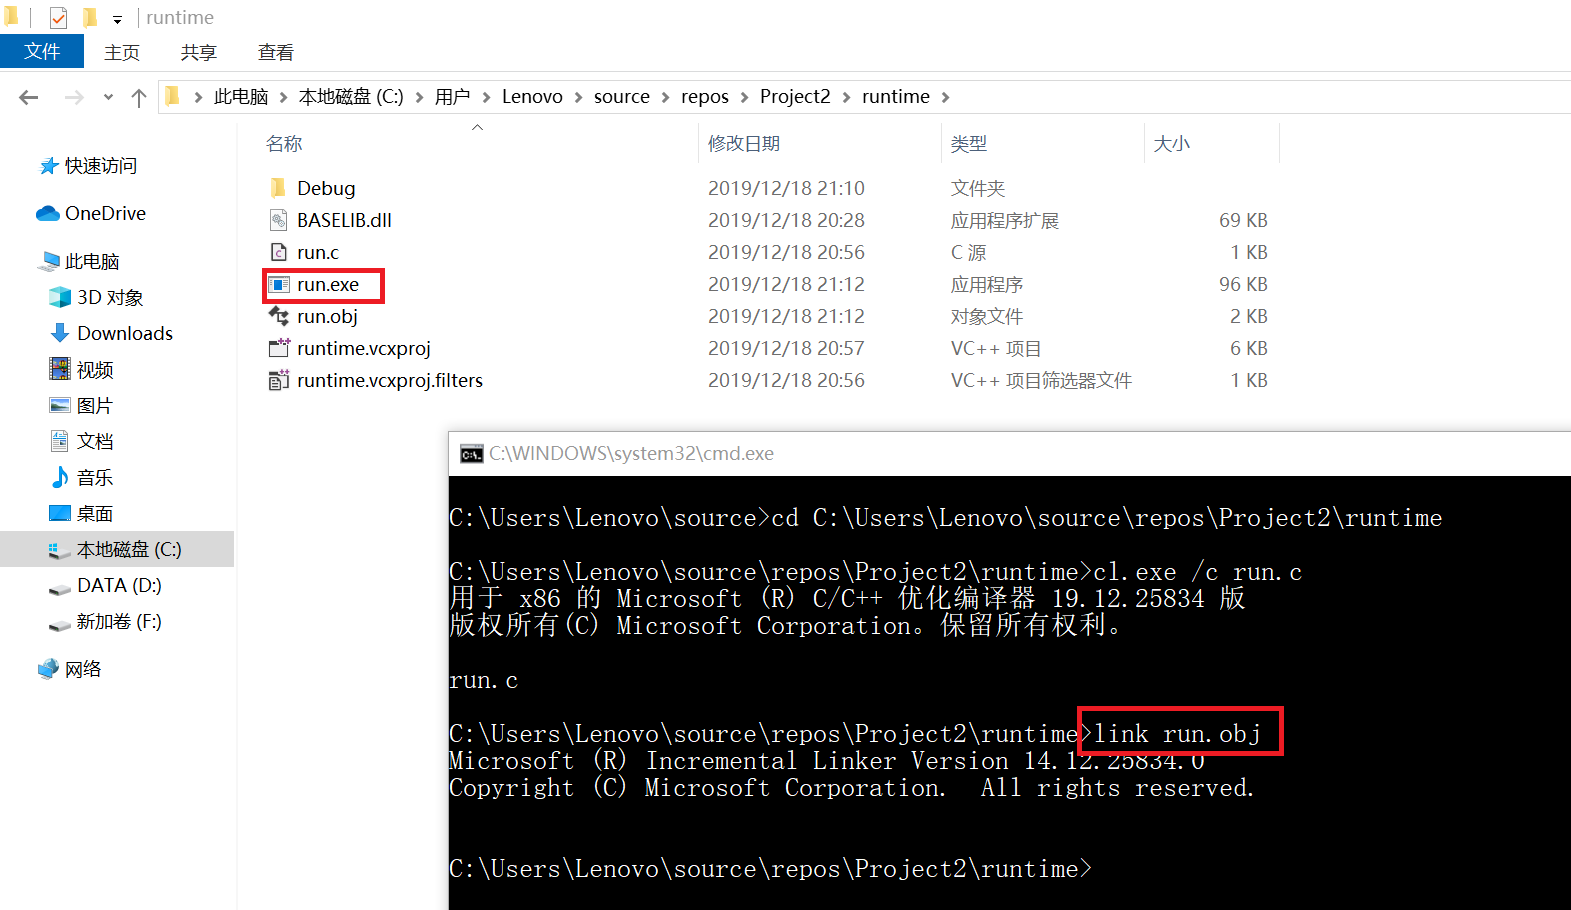 runtime
文件 主页 共享 查看
此电脑 本地磁盘 (C:) 用户 Lenovo source repos Project2 runtime
名称 修改日期 类型 大小
快速访问
OneDrive
此电脑
3D 对象
Downloads
视频
图片
文档
音乐
桌面
本地磁盘 (C:)
DATA (D:)
新加卷 (F:)
网络
Debug 2019/12/18 21:10 文件夹
BASELIB.dll 2019/12/18 20:28 应用程序扩展 69 KB
run.c 2019/12/18 20:56 C 源 1 KB
run.exe 2019/12/18 21:12 应用程序 96 KB
run.obj 2019/12/18 21:12 对象文件 2 KB
runtime.vcxproj 2019/12/18 20:57 VC++ 项目 6 KB
runtime.vcxproj.filters 2019/12/18 20:56 VC++ 项目筛选器文件 1 KB
C:\WINDOWS\system32\cmd.exe
C:\Users\Lenovo\source>cd C:\Users\Lenovo\source\repos\Project2\runtime
C:\Users\Lenovo\source\repos\Project2\runtime>cl.exe /c run.c
用于 x86 的 Microsoft (R) C/C++ 优化编译器 19.12.25834 版
版权所有(C) Microsoft Corporation。保留所有权利。
run.c
C:\Users\Lenovo\source\repos\Project2\runtime>link run.obj
Microsoft (R) Incremental Linker Version 14.12.25834.0
Copyright (C) Microsoft Corporation.  All rights reserved.
C:\Users\Lenovo\source\repos\Project2\runtime>